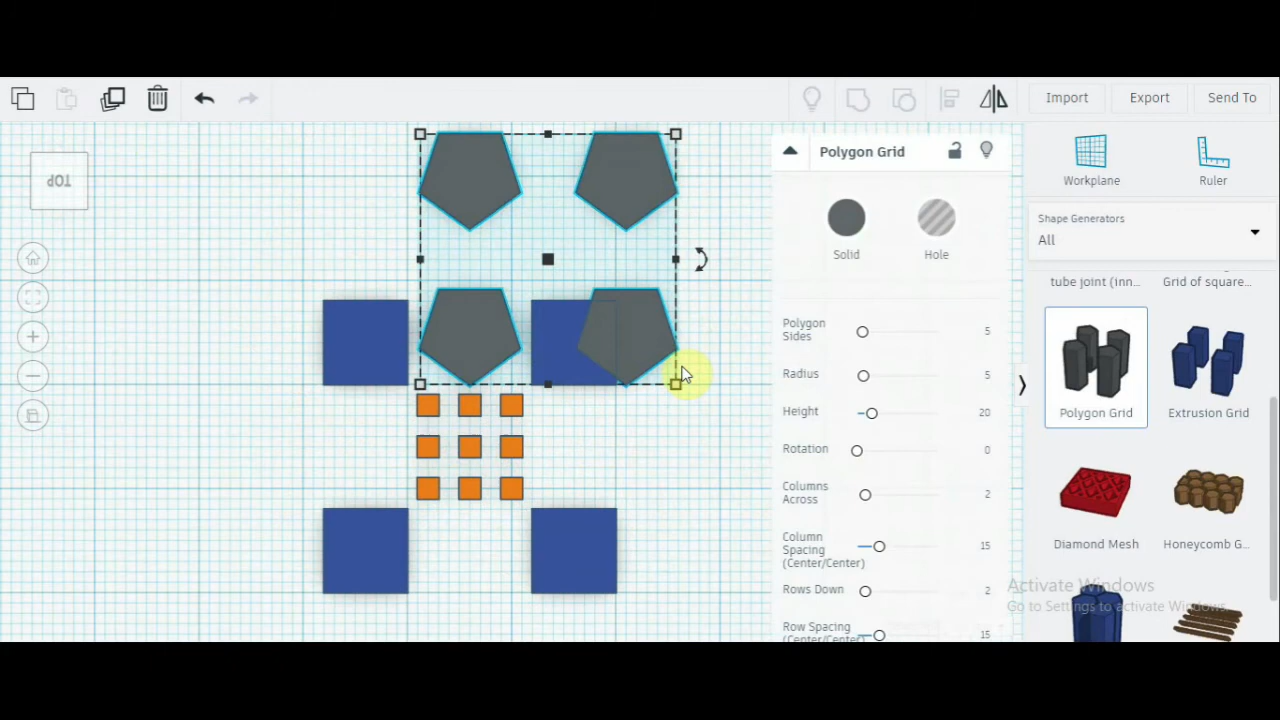 Import
Export
Send To
TOP
Polygon Grid
Solid
Hole
Polygon
Sides
5
Radius
5
Height
20
Rotation
0
Columns
Across
2
Column
Spacing
(Center/Center)
15
Rows Down
2
Row Spacing
(Center/Center)
15
Workplane
Ruler
Shape Generators
All
tube joint (inn...
Grid of square...
Polygon Grid
Extrusion Grid
Diamond Mesh
Honeycomb G...
Activate Windows
Go to Settings to activate Windows.